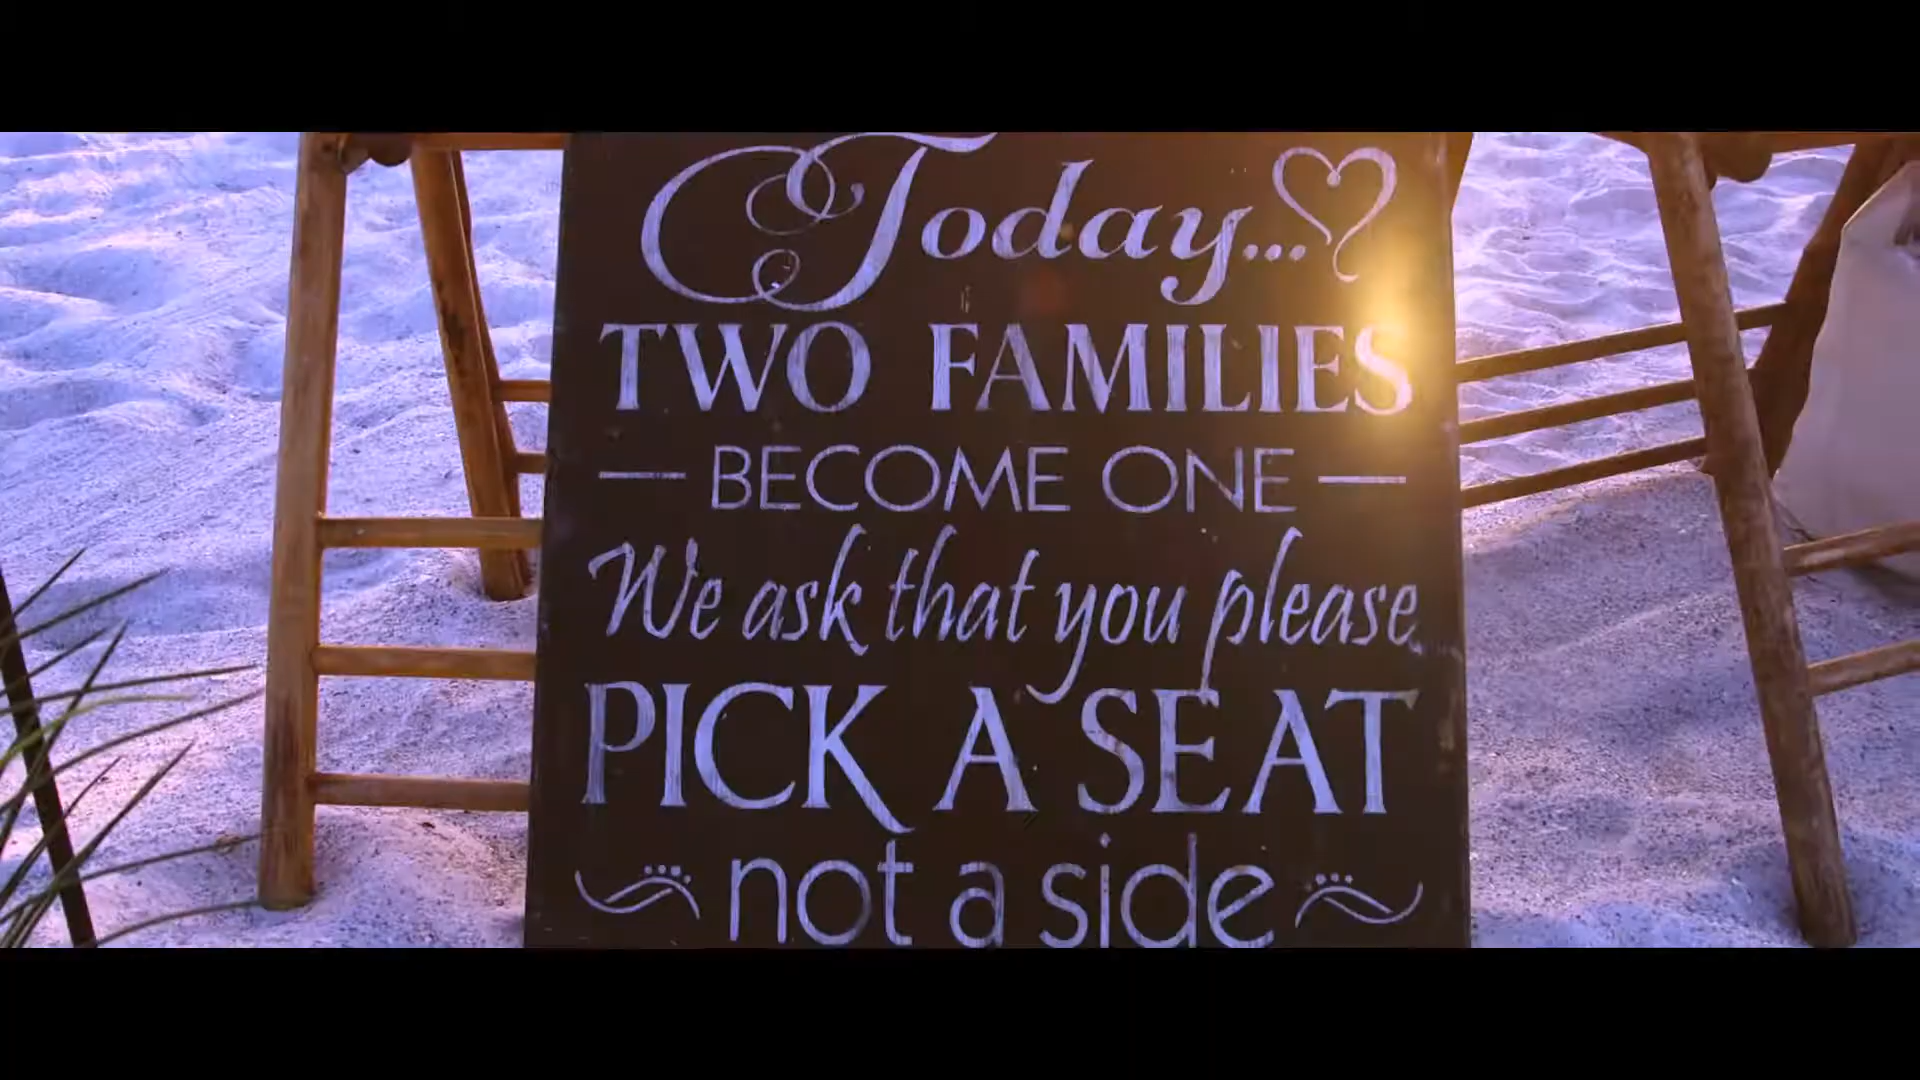 Today...
TWO FAMILIES
BECOME ONE
We ask that you please
PICK A SEAT
not a side